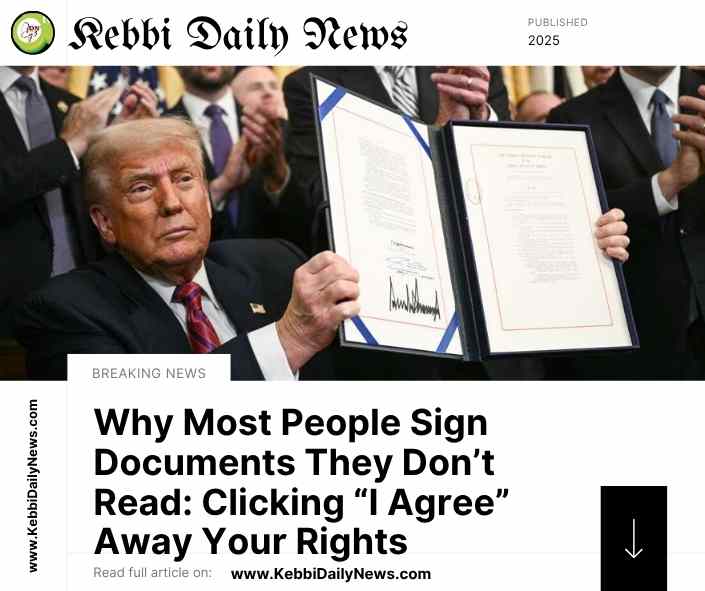 Kebbi Daily News
PUBLISHED
2025
BREAKING NEWS
Why Most People Sign
Documents They Don’t
Read: Clicking “I Agree”
Away Your Rights
www.KebbiDailyNews.com
Read full article on: www.KebbiDailyNews.com